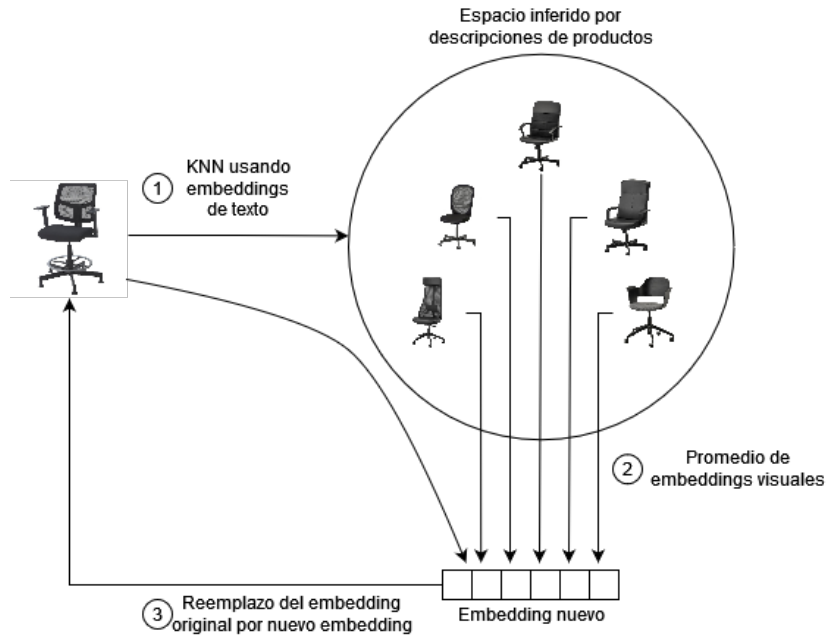 Espacio inferido por
descripciones de productos
1
KNN usando
embeddings
de texto
2
Promedio de
embeddings visuales
3
Reemplazo del embedding
original por nuevo embedding
Embedding nuevo